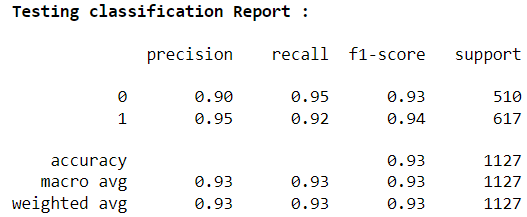 Testing classification Report :
precision recall f1-score support
0 0.90 0.95 0.93 510
1 0.95 0.92 0.94 617
accuracy 0.93 1127
macro avg 0.93 0.93 0.93 1127
weighted avg 0.93 0.93 0.93 1127